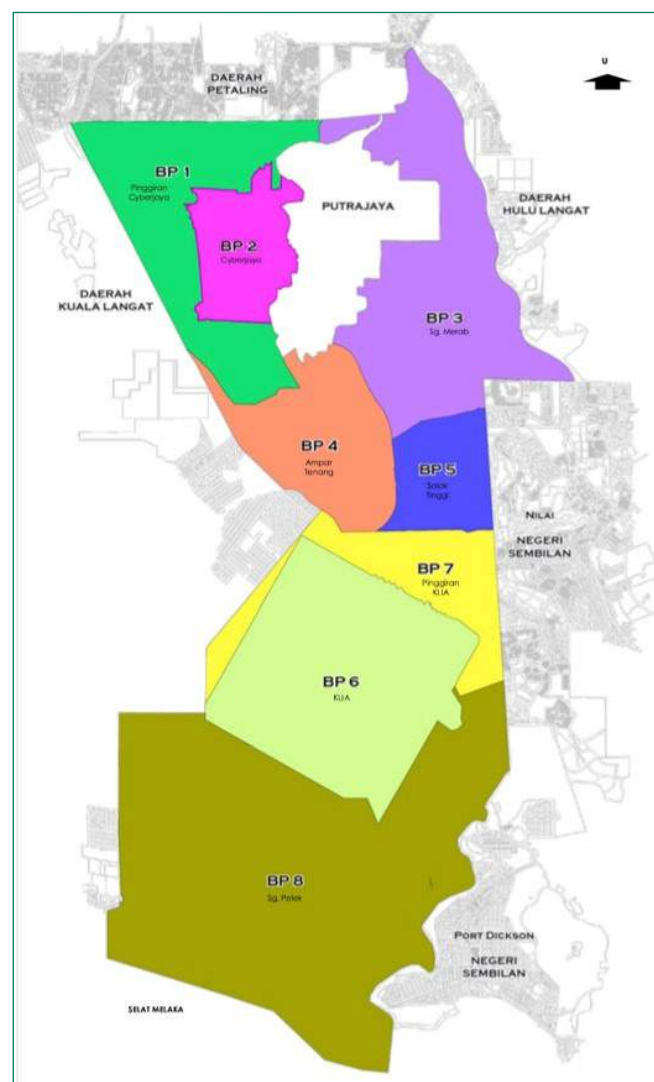 DAERAH
PETALING
U
BP 1
Pinggiran
Cyberjaya
PUTRAJAYA
DAERAH
HULU LANGAT
BP 2
Cyberjaya
DAERAH
KUALA LANGAT
BP 3
Sg. Merab
BP 4
Ampar
Tenang
BP 5
Salak
Tinggi
NILAI
NEGERI
SEMBILAN
BP 7
Pinggiran
KLIA
BP 6
KLIA
BP 8
Sg. Pelek
PORT DICKSON
NEGERI
SEMBILAN
SELAT MELAKA